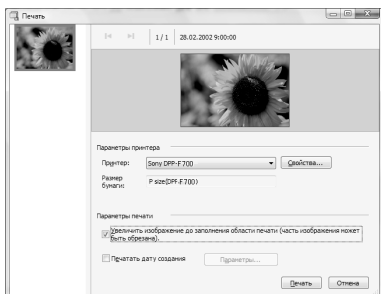 Печать
1 / 1 28.02.2002 9:00:00
Параметры принтера
Принтер: Sony DPP-F700 Свойства...
Размер бумаги: P size(DPF-F700)
Параметры печати
Увеличить изображение до заполнения области печати (часть изображения может быть обрезана).
Печатать дату создания Параметры...
Печать Отмена